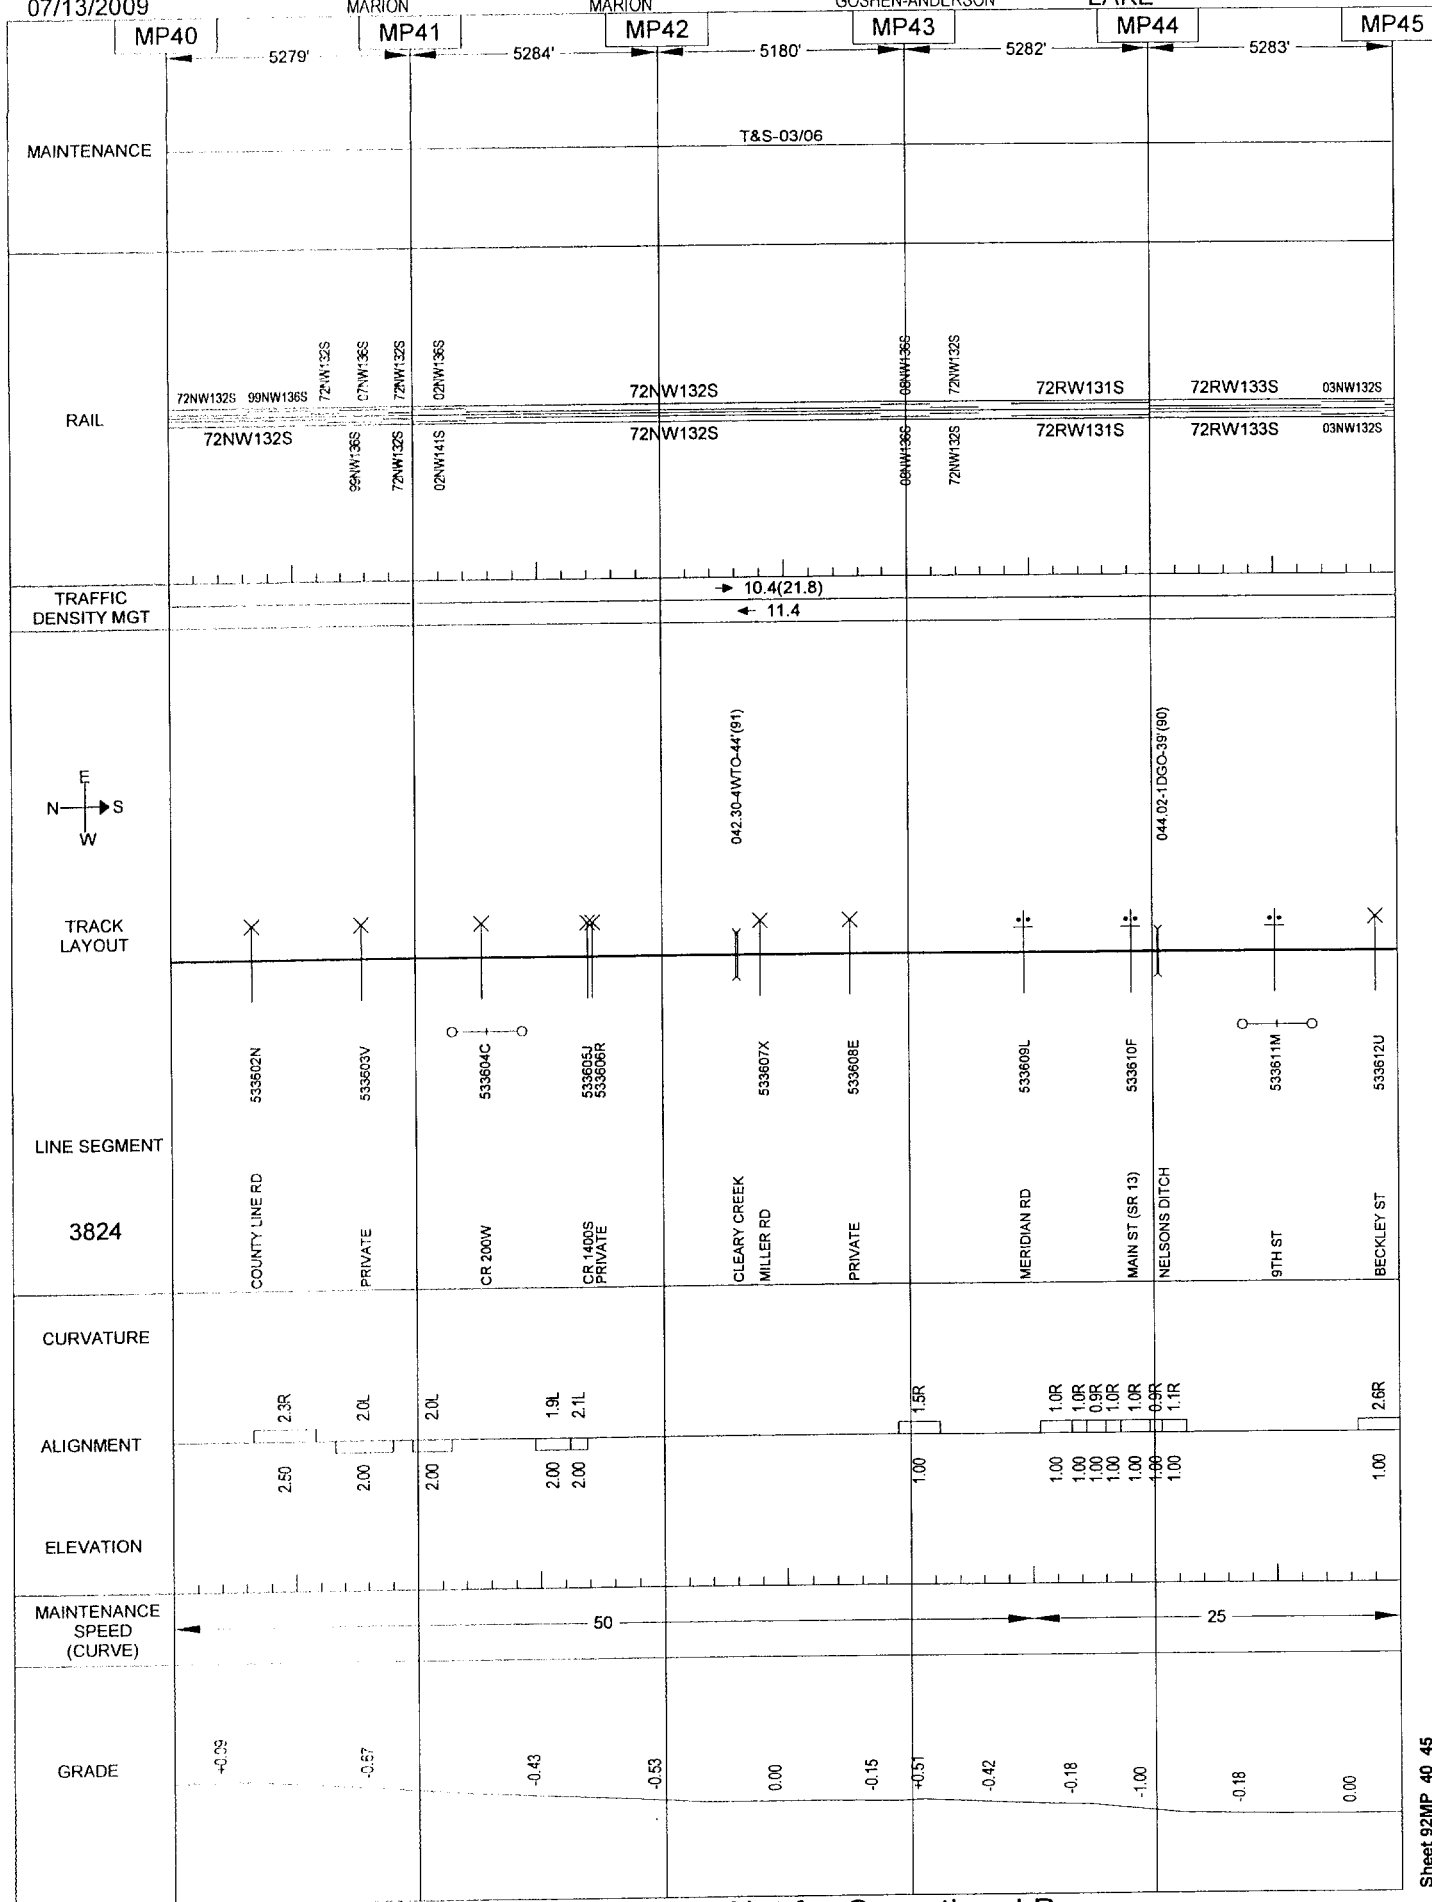 07/13/2009 MARION MARION GOSHEN-ANDERSON LAKE
MP40 MP41 MP42 MP43 MP44 MP45
5279' 5284' 5180' 5282' 5283'
MAINTENANCE
T&S-03/06
RAIL
72NW132S 99NW136S 72NW132S 07NW136S 72NW132S 02NW136S 72NW132S 08NW136S 72NW132S 72RW131S 72RW133S 03NW132S
72NW132S 99NW136S 72NW132S 02NW141S 72NW132S 08NW136S 72NW132S 72RW131S 72RW133S 03NW132S
TRAFFIC
DENSITY MGT
10.4(21.8)
11.4
E
N S
W
042.30-4WTO-44'(91)
044.02-1DGO-39'(90)
TRACK
LAYOUT
533602N
533603V
533604C
533605J
533606R
533607X
533608E
533609L
533610F
533611M
533612U
LINE SEGMENT
3824
COUNTY LINE RD
PRIVATE
CR 200W
CR 1400S
PRIVATE
CLEARY CREEK
MILLER RD
PRIVATE
MERIDIAN RD
MAIN ST (SR 13)
NELSONS DITCH
9TH ST
BECKLEY ST
CURVATURE
2.3R 2.0L 2.0L 1.9L 2.1L 1.5R 1.0R 1.0R 0.9R 1.0R 1.0R 0.9R 1.1R 2.6R
ALIGNMENT
2.50 2.00 2.00 2.00 2.00 1.00 1.00 1.00 1.00 1.00 1.00 1.00 1.00 1.00
ELEVATION
MAINTENANCE
SPEED
(CURVE)
50 25
GRADE
+0.09 -0.67 -0.43 -0.53 0.00 -0.15 +0.51 -0.42 -0.18 -1.00 -0.18 0.00
Sheet 92MP 40 45